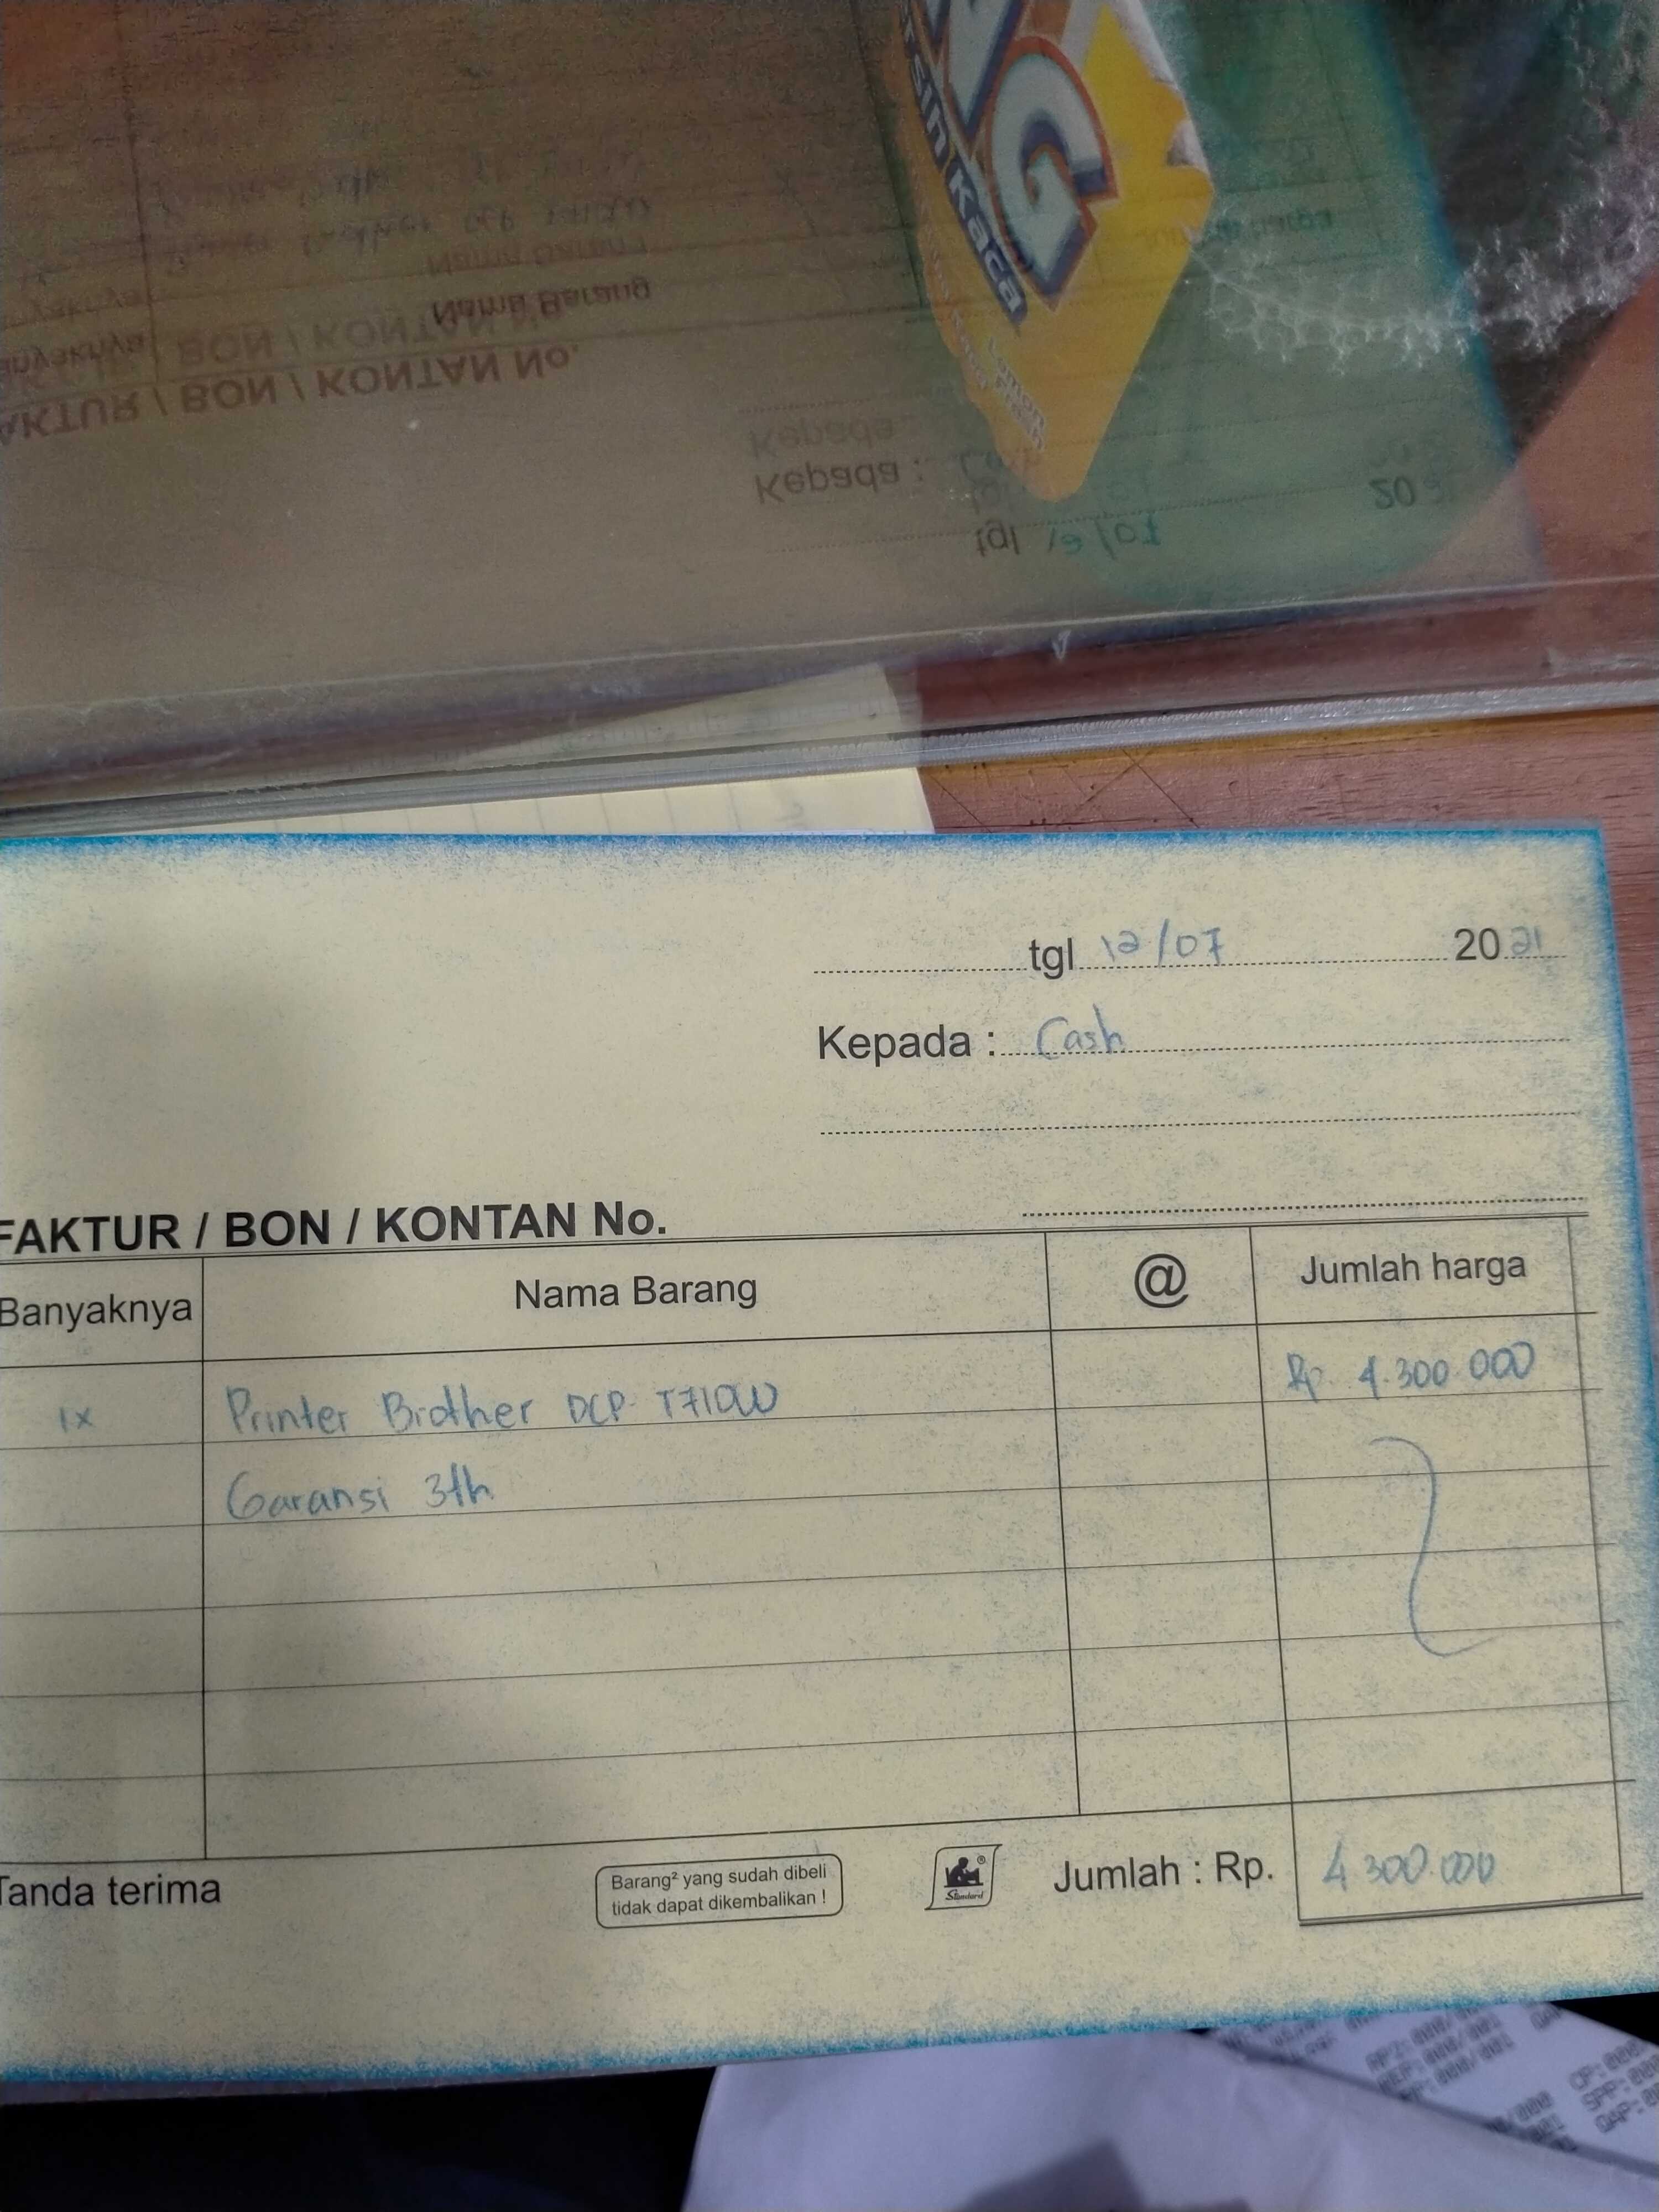 G
rsin Kaca
tgl 12/07 2021
Kepada : Cash
FAKTUR / BON / KONTAN No.
Banyaknya Nama Barang @ Jumlah harga
1x Printer Brother DCP-T710W Rp. 4.300.000
Garansi 3th
Tanda terima
Barang² yang sudah dibeli
tidak dapat dikembalikan !
Standard
Jumlah : Rp. 4.300.000